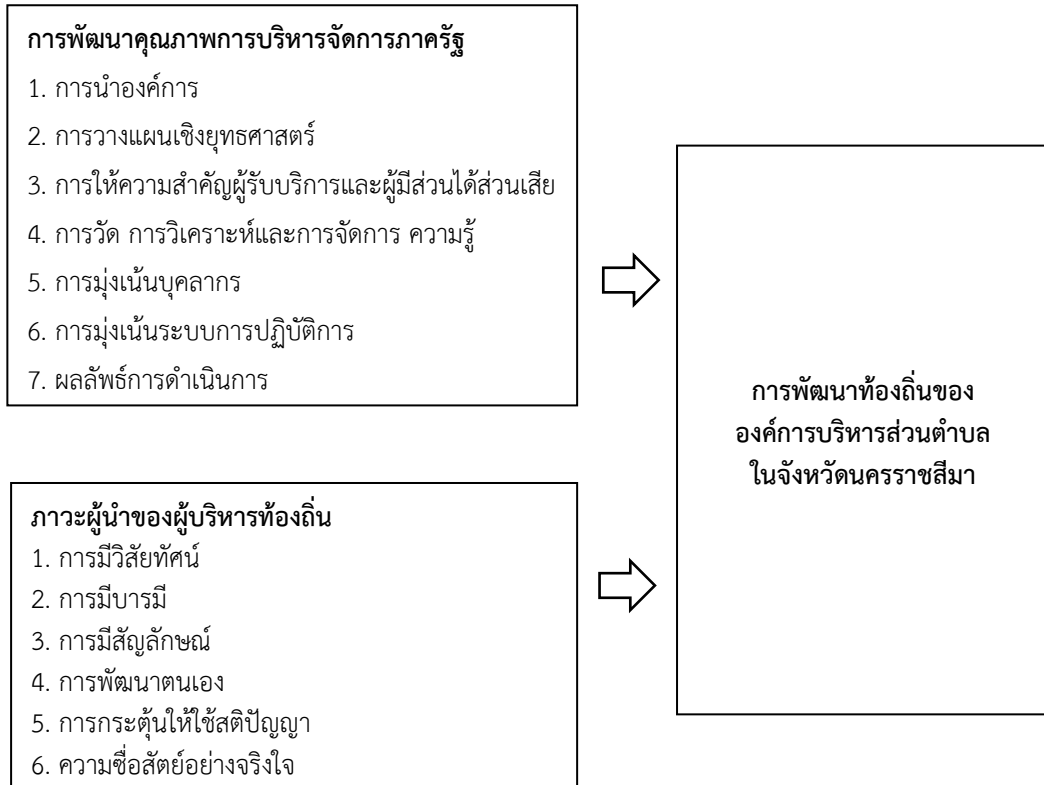 การพัฒนาคุณภาพการบริหารจัดการภาครัฐ
1. การนำองค์การ
2. การวางแผนเชิงยุทธศาสตร์
3. การให้ความสำคัญผู้รับบริการและผู้มีส่วนได้ส่วนเสีย
4. การวัด การวิเคราะห์และการจัดการ ความรู้
5. การมุ่งเน้นบุคลากร
6. การมุ่งเน้นระบบการปฏิบัติการ
7. ผลลัพธ์การดำเนินการ
ภาวะผู้นำของผู้บริหารท้องถิ่น
1. การมีวิสัยทัศน์
2. การมีบารมี
3. การมีสัญลักษณ์
4. การพัฒนาตนเอง
5. การกระตุ้นให้ใช้สติปัญญา
6. ความซื่อสัตย์อย่างจริงใจ
การพัฒนาท้องถิ่นของ
องค์การบริหารส่วนตำบล
ในจังหวัดนครราชสีมา